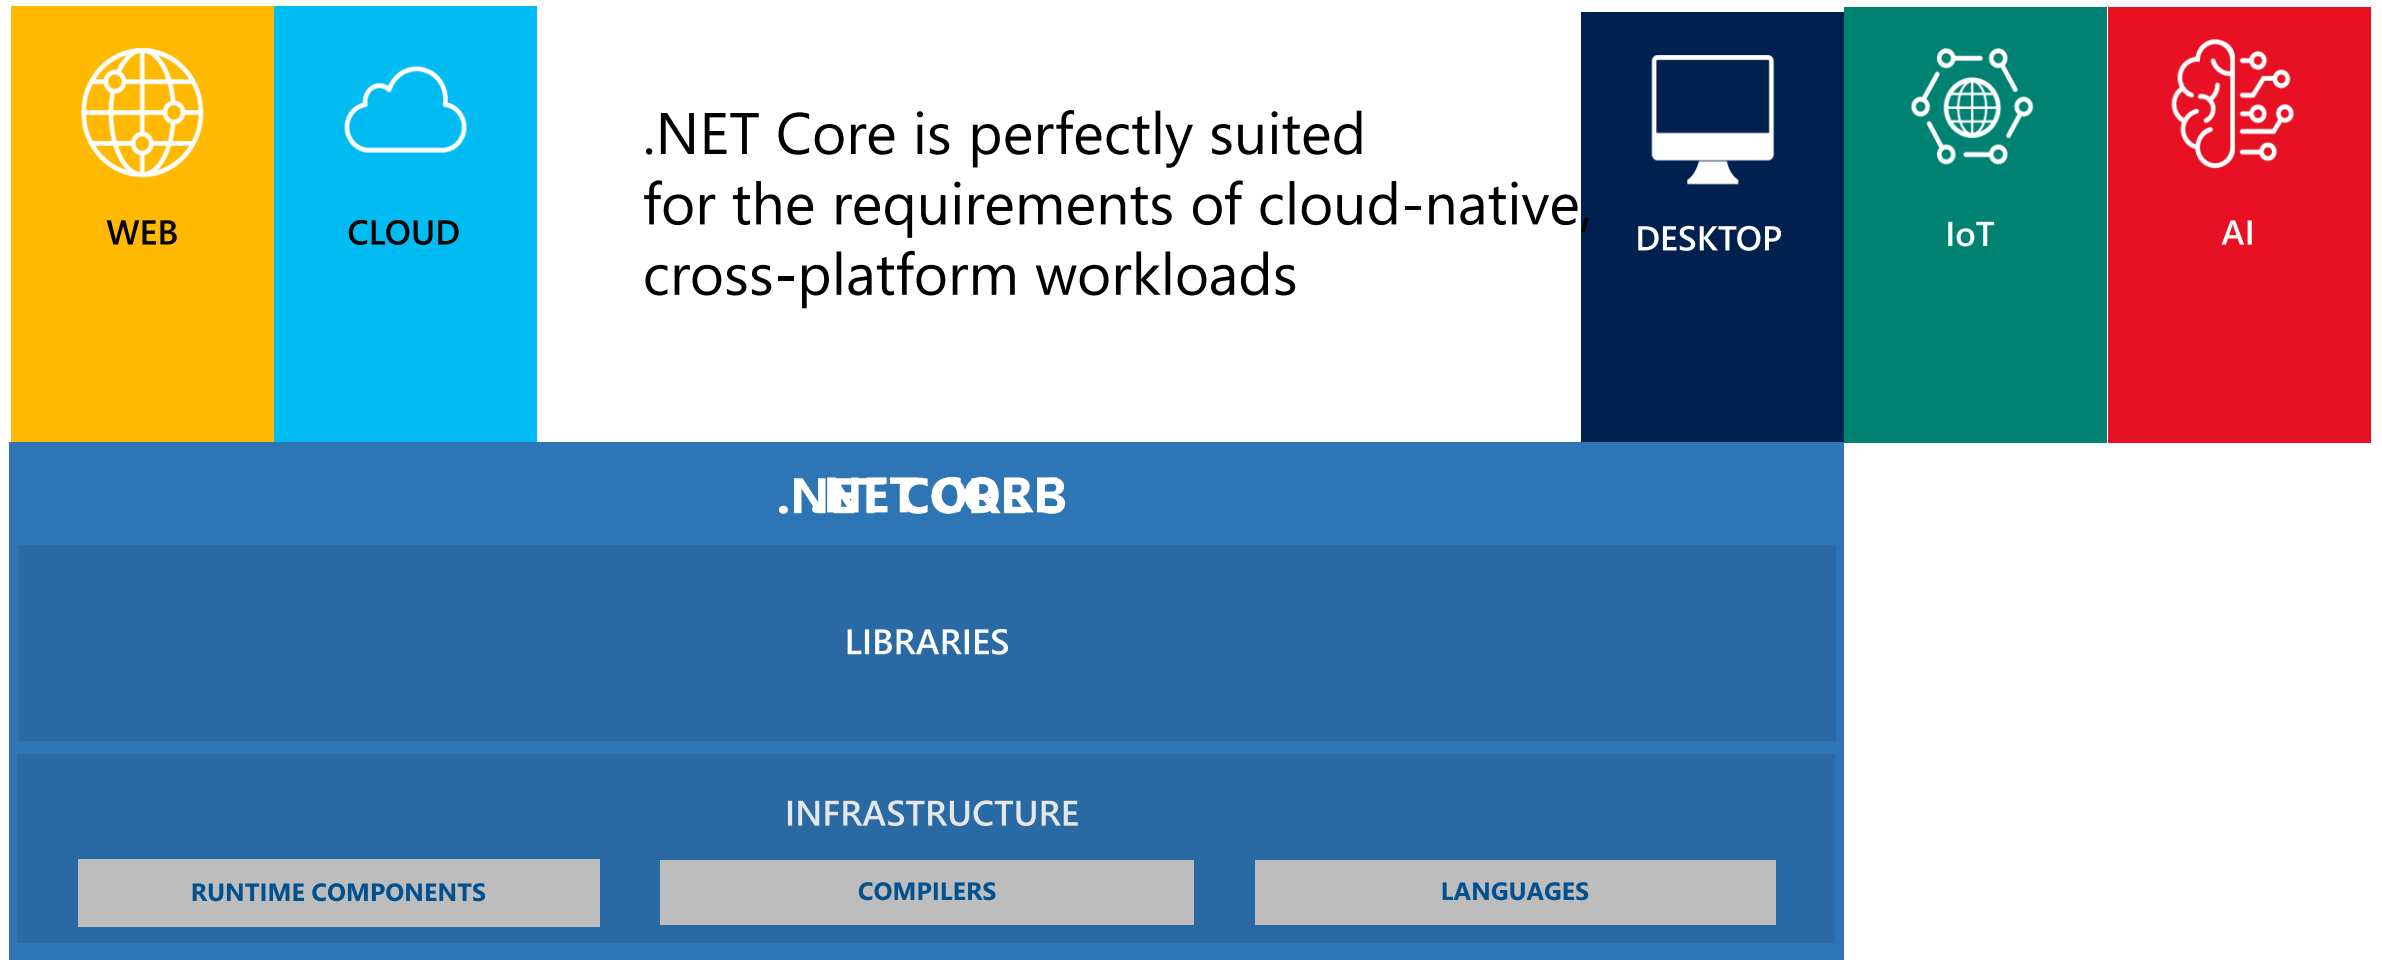 WEB
CLOUD
.NET Core is perfectly suited
for the requirements of cloud-native,
cross-platform workloads
DESKTOP
IoT
AI
LIBRARIES
INFRASTRUCTURE
RUNTIME COMPONENTS
COMPILERS
LANGUAGES